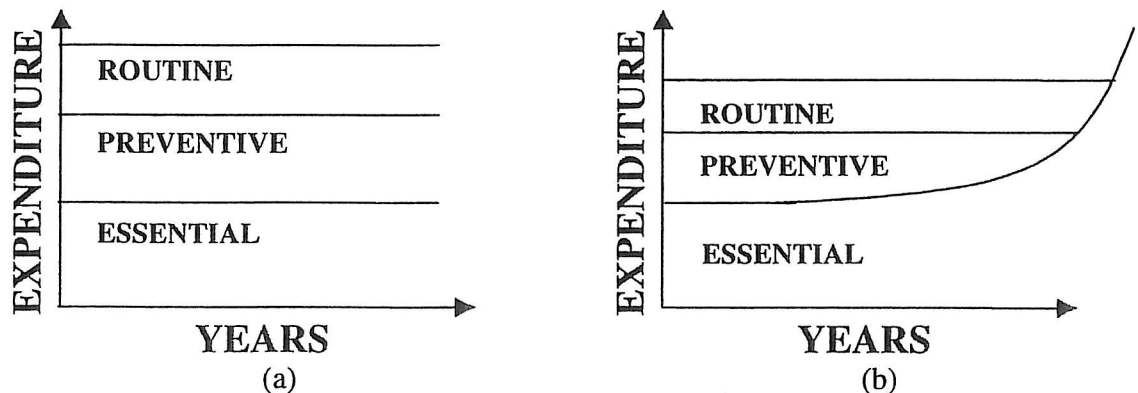 EXPENDITURE
ROUTINE
PREVENTIVE
ESSENTIAL
YEARS
(a)
EXPENDITURE
ROUTINE
PREVENTIVE
ESSENTIAL
YEARS
(b)